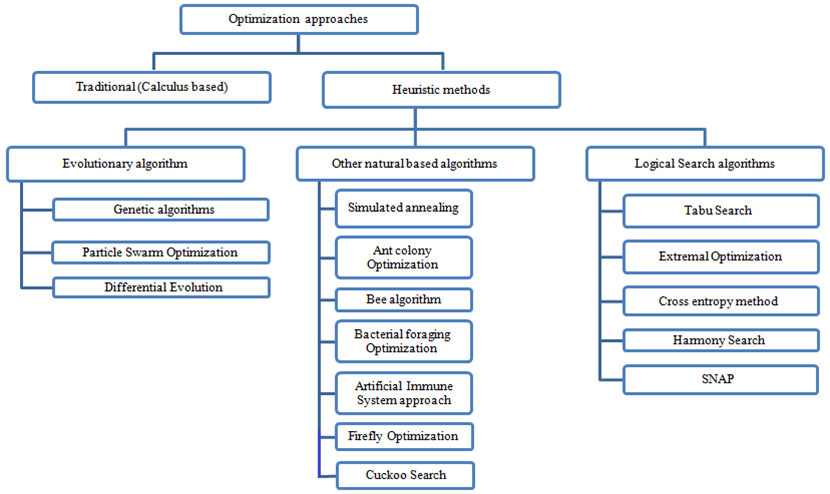 Optimization approaches
Traditional (Calculus based)
Heuristic methods
Evolutionary algorithm
Genetic algorithms
Particle Swarm Optimization
Differential Evolution
Other natural based algorithms
Simulated annealing
Ant colony
Optimization
Bee algorithm
Bacterial foraging
Optimization
Artificial Immune
System approach
Firefly Optimization
Cuckoo Search
Logical Search algorithms
Tabu Search
Extremal Optimization
Cross entropy method
Harmony Search
SNAP